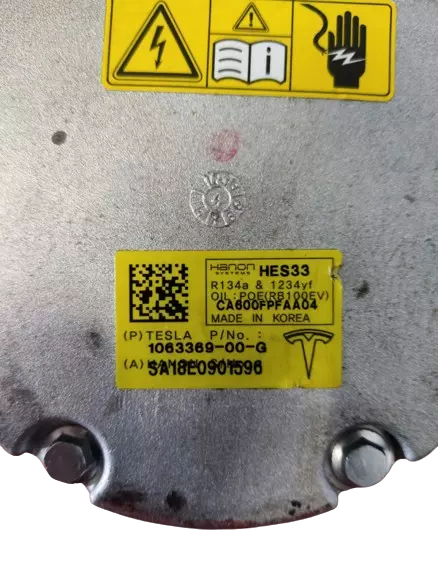 Hanon
SYSTEMS
HES33
R134a & 1234yf
OIL:POE(RB100EV)
CA600FPFAA04
MADE IN KOREA
(P)TESLA P/No. :
1063369-00-G
(A)
SA18E0901596